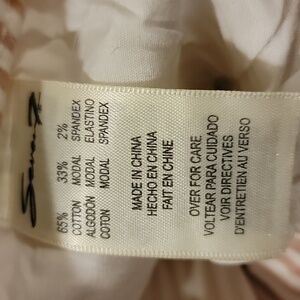 Seven7
65% 33% 2%
COTTON MODAL SPANDEX
ALGODON MODAL ELASTINO
COTON MODAL SPANDEX
MADE IN CHINA
HECHO EN CHINA
FAIT EN CHINE
OVER FOR CARE
VOLTEAR PARA CUIDADO
VOIR DIRECTIVES
D'ENTRETIEN AU VERSO